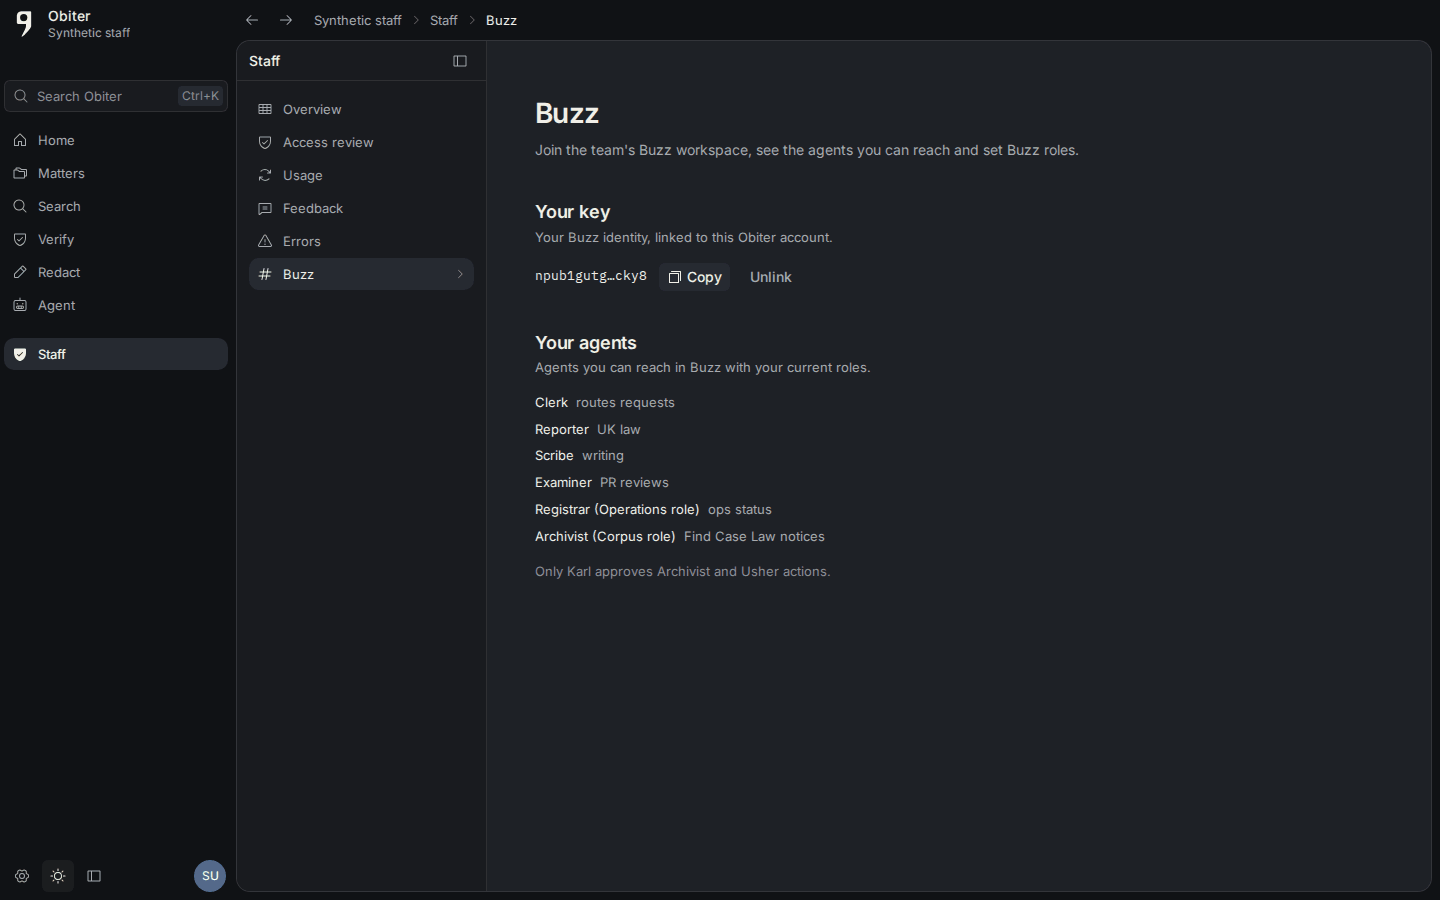 Obiter
Synthetic staff
Search Obiter
Ctrl+K
Home
Matters
Search
Verify
Redact
Agent
Staff
SU
Synthetic staff
Staff
Buzz
Staff
Overview
Access review
Usage
Feedback
Errors
Buzz
Buzz
Join the team's Buzz workspace, see the agents you can reach and set Buzz roles.
Your key
Your Buzz identity, linked to this Obiter account.
npub1gutg…cky8 Copy Unlink
Your agents
Agents you can reach in Buzz with your current roles.
Clerk routes requests
Reporter UK law
Scribe writing
Examiner PR reviews
Registrar (Operations role) ops status
Archivist (Corpus role) Find Case Law notices
Only Karl approves Archivist and Usher actions.